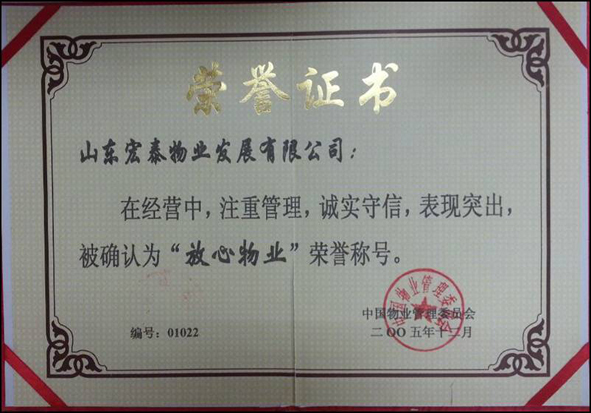 荣誉证书
山东宏泰物业发展有限公司：
在经营中，注重管理，诚实守信，表现突出，
被确认为“放心物业”荣誉称号。
中国物业管理委员会
编号：01022
二〇〇五年十二月